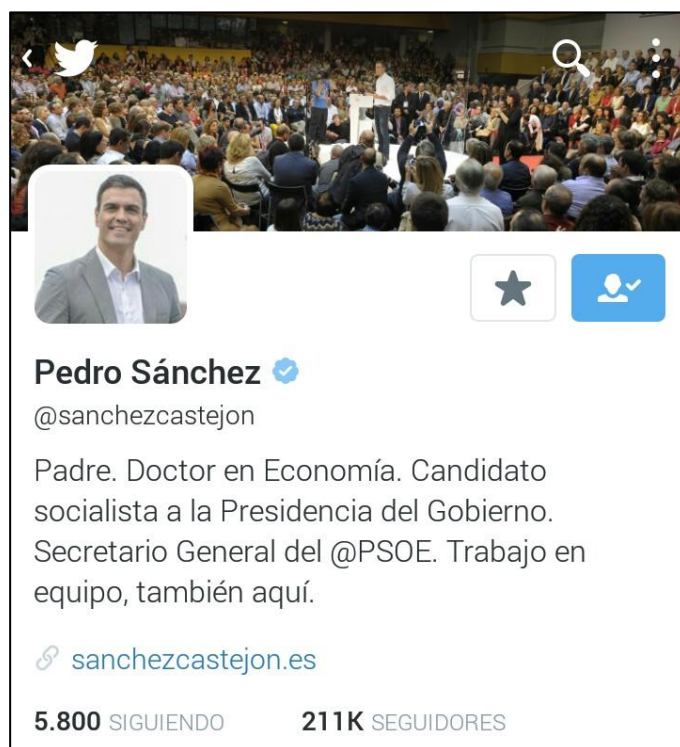 Pedro Sánchez
@sanchezcastejon
Padre. Doctor en Economía. Candidato
socialista a la Presidencia del Gobierno.
Secretario General del @PSOE. Trabajo en
equipo, también aquí.
sanchezcastejon.es
5.800 SIGUIENDO 211K SEGUIDORES